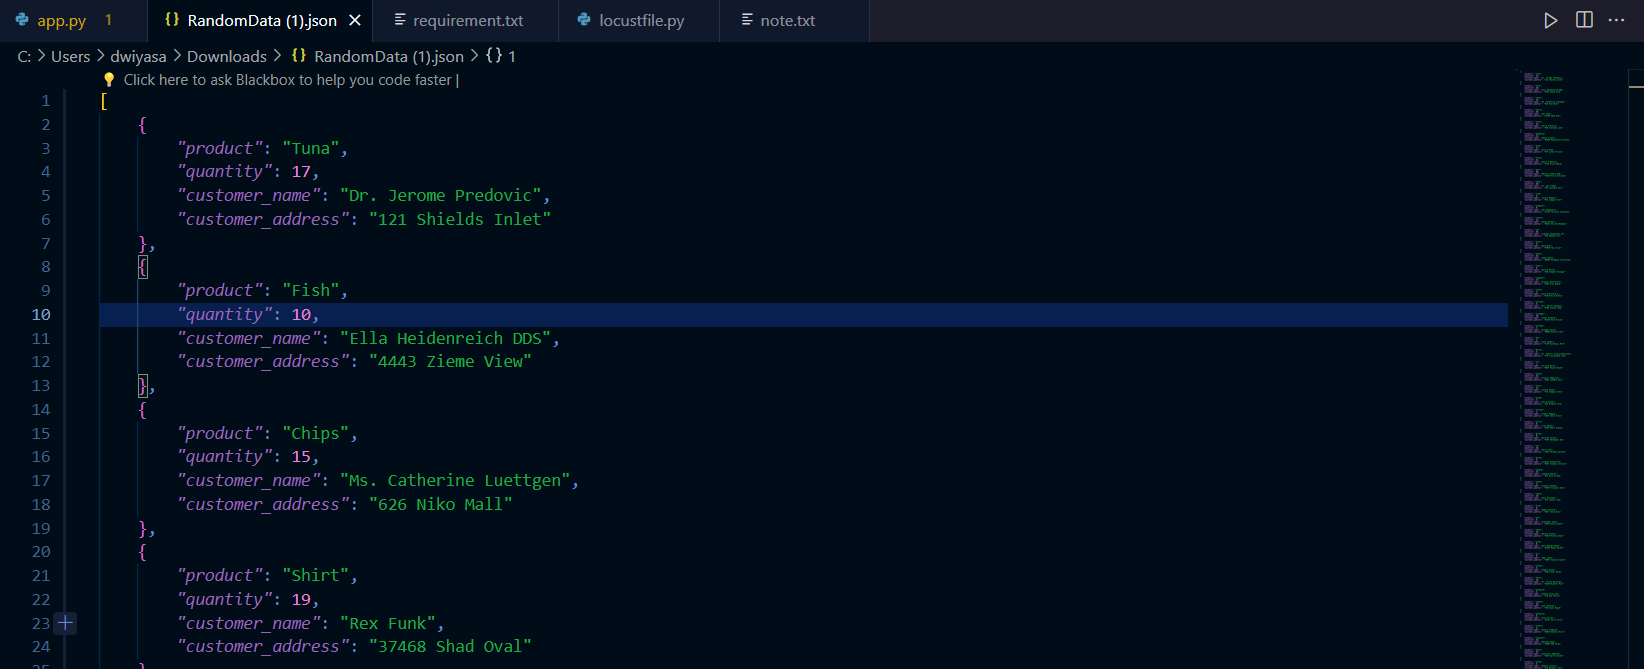 app.py 1 RandomData (1).json requirement.txt locustfile.py note.txt
C: > Users > dwiyasa > Downloads > {} RandomData (1).json > {} 1
Click here to ask Blackbox to help you code faster |
1 [
2 {
3 "product": "Tuna",
4 "quantity": 17,
5 "customer_name": "Dr. Jerome Predovic",
6 "customer_address": "121 Shields Inlet"
7 },
8 {
9 "product": "Fish",
10 "quantity": 10,
11 "customer_name": "Ella Heidenreich DDS",
12 "customer_address": "4443 Zieme View"
13 },
14 {
15 "product": "Chips",
16 "quantity": 15,
17 "customer_name": "Ms. Catherine Luettgen",
18 "customer_address": "626 Niko Mall"
19 },
20 {
21 "product": "Shirt",
22 "quantity": 19,
23 "customer_name": "Rex Funk",
24 "customer_address": "37468 Shad Oval"
25 }